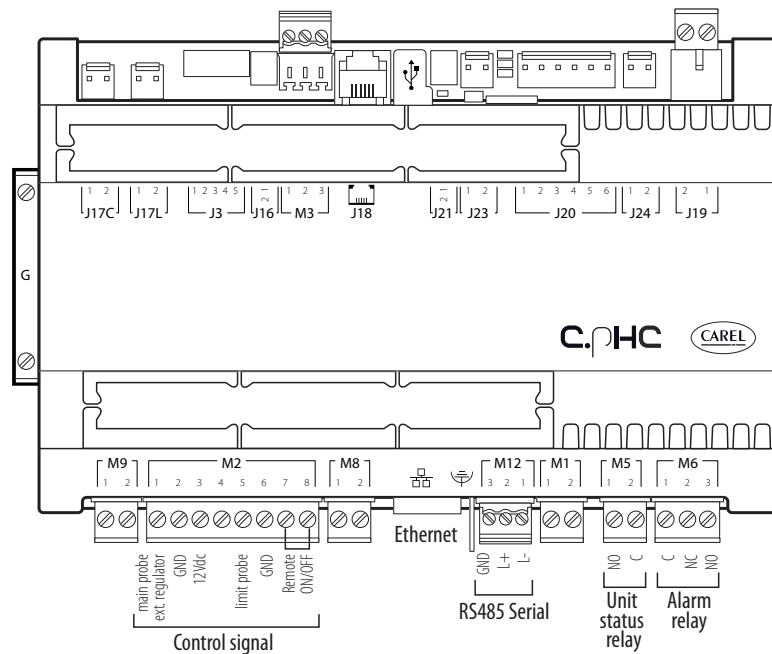 1 2 1 2 1 2 3 4 5 2 1 1 2 3 2 1 1 2 1 2 3 4 5 6 1 2 2 1
J17C J17L J3 J16 M3 J18 J21 J23 J20 J24 J19
G
c.pHC CAREL
M9 M2 M8 M12 M1 M5 M6
1 2 1 2 3 4 5 6 7 8 1 2 3 2 1 1 2 1 2 1 2 3
Ethernet
main probe
ext. regulator
GND
12Vdc
limit probe
GND
Remote
ON/OFF
GND
L+
L-
NO
C
C
NC
NO
Control signal
RS485 Serial
Unit
status
relay
Alarm
relay